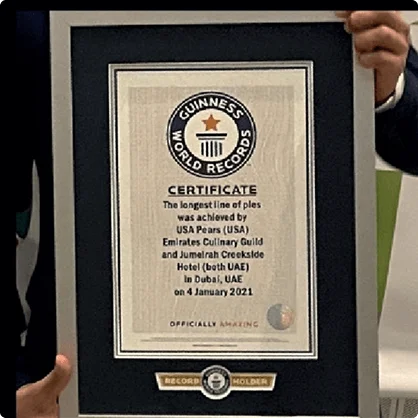 GUINNESS
WORLD RECORDS
CERTIFICATE
The longest line of pies
was achieved by
USA Pears (USA)
Emirates Culinary Guild
and Jumeirah Creekside
Hotel (both UAE)
in Dubai, UAE
on 4 January 2021
OFFICIALLY AMAZING
RECORD HOLDER